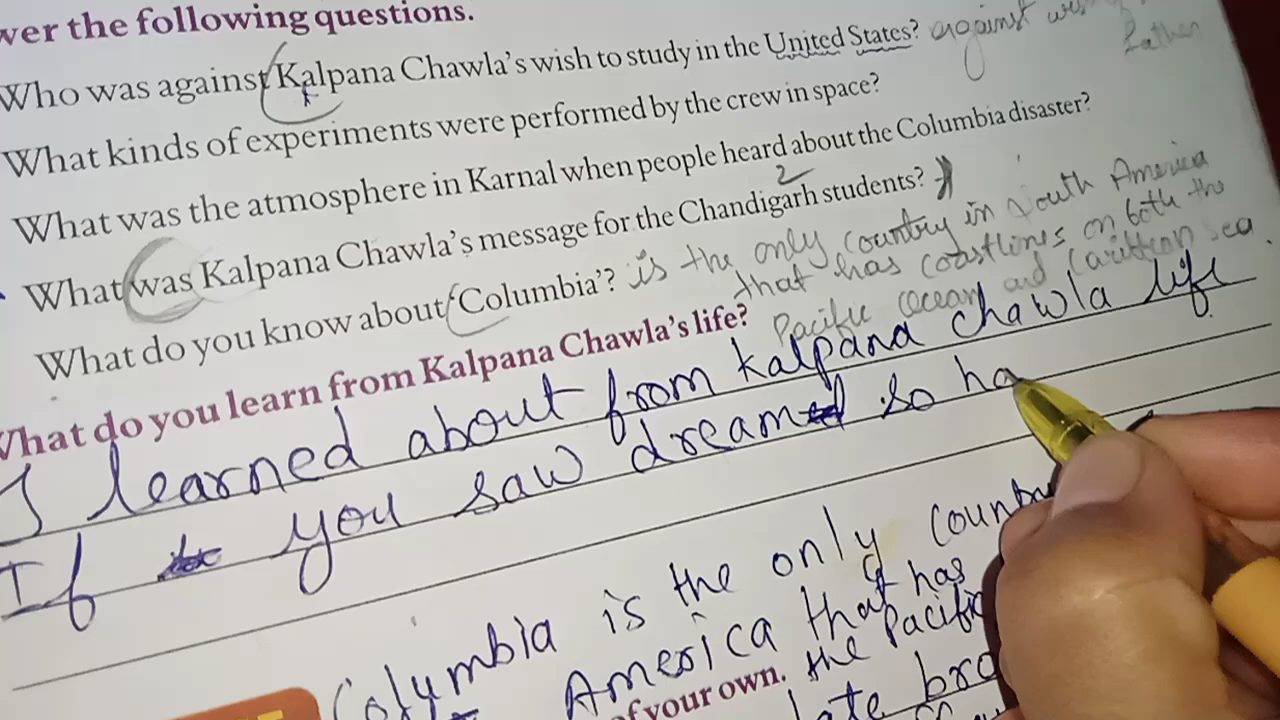 wer the following questions.
Who was against Kalpana Chawla's wish to study in the United States? against
father
What kinds of experiments were performed by the crew in space?
What was the atmosphere in Karnal when people heard about the Columbia disaster?
What was Kalpana Chawla's message for the Chandigarh students?
2
What do you know about 'Columbia'? is the only country in South America
that has coastlines on both the
Pacific Ocean and Caribbean sea
What do you learn from Kalpana Chawla's life?
I learned about from kalpana chawla life.
If you saw dream so ha
Columbia is the only country
America that has
the Pacific
of your own.
late bro